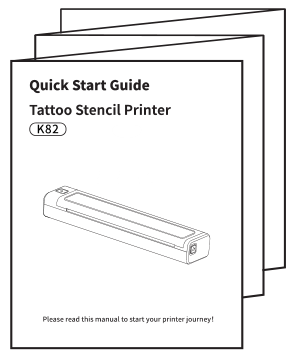 Quick Start Guide
Tattoo Stencil Printer
K82
Please read this manual to start your printer journey!